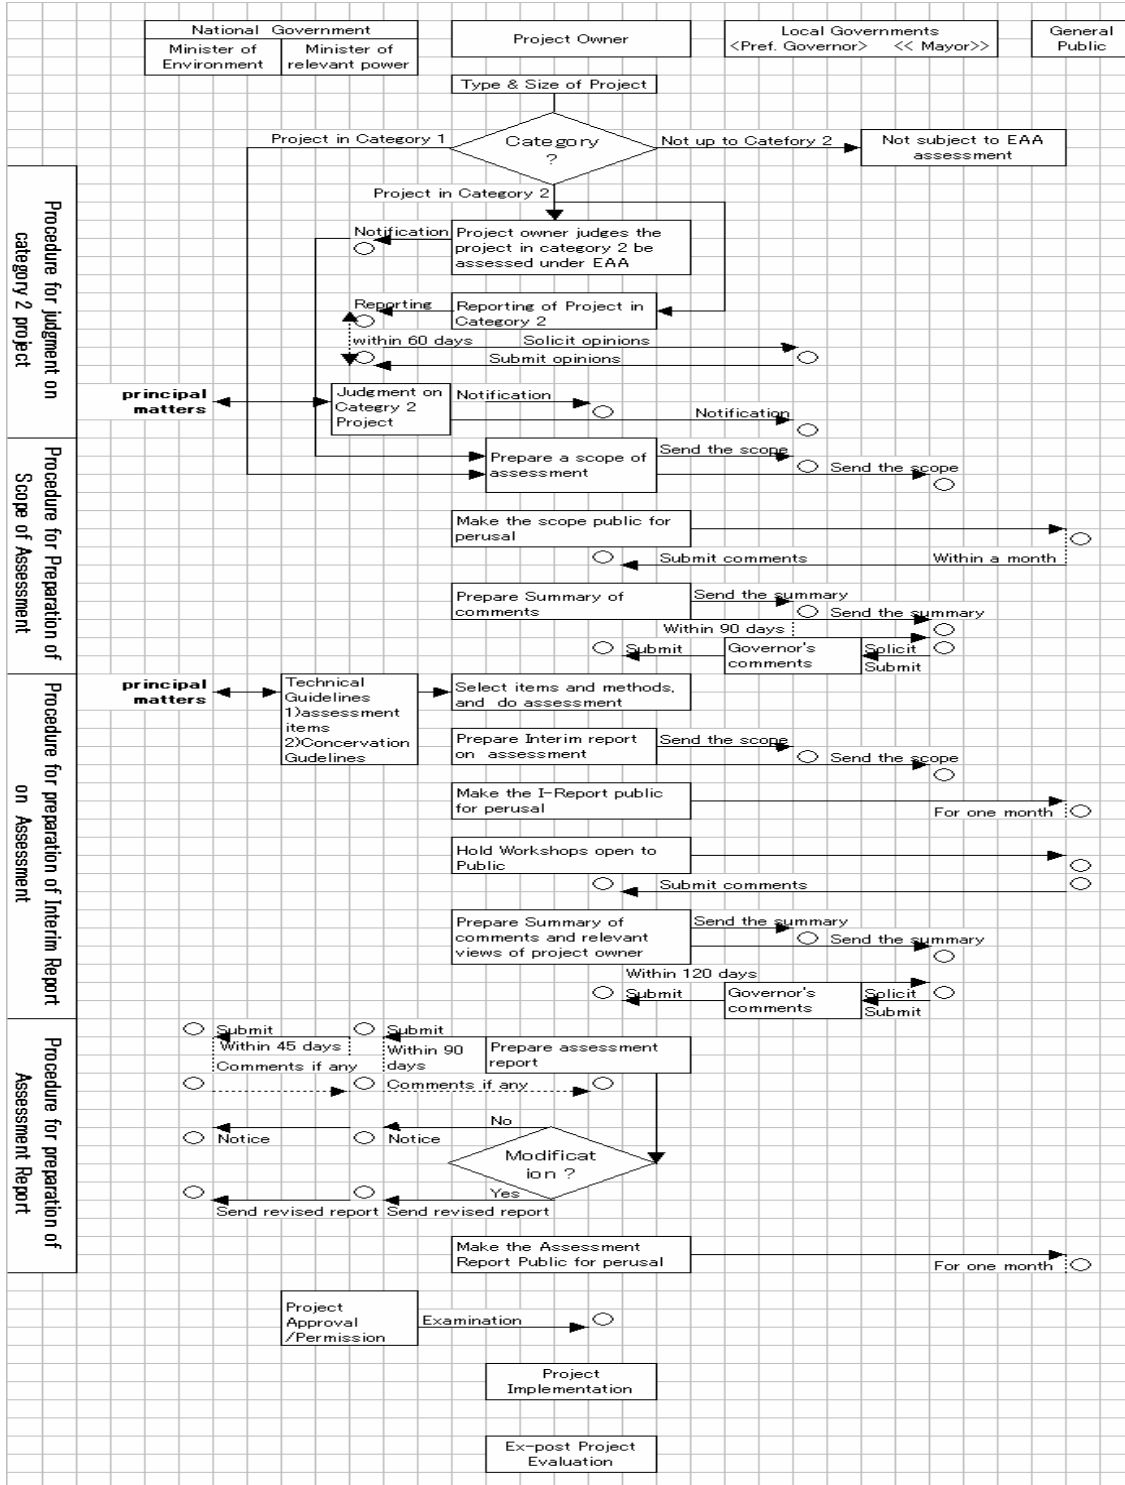 National Government
Minister of
Environment
Minister of
relevant power
Project Owner
Local Governments
<Pref. Governor> << Mayor>>
General
Public
Type & Size of Project
Project in Category 1
Category
?
Not up to Catefory 2
Not subject to EAA
assessment
Project in Category 2
Procedure for judgment on
category 2 project
Notification
Project owner judges the
project in category 2 be
assessed under EAA
Reporting
Reporting of Project in
Category 2
within 60 days
Solicit opinions
Submit opinions
principal
matters
Judgment on
Categry 2
Project
Notification
Notification
Procedure for Preparation of
Scope of Assessment
Prepare a scope of
assessment
Send the scope
Send the scope
Make the scope public for
perusal
Submit comments
Within a month
Prepare Summary of
comments
Send the summary
Send the summary
Within 90 days
Submit
Governor's
comments
Solicit
Submit
Procedure for preparation of Interim Report
on Assessment
principal
matters
Technical
Guidelines
1)assessment
items
2)Concervation
Gudelines
Select items and methods,
and do assessment
Prepare Interim report
on assessment
Send the scope
Send the scope
Make the I-Report public
for perusal
For one month
Hold Workshops open to
Public
Submit comments
Prepare Summary of
comments and relevant
views of project owner
Send the summary
Send the summary
Within 120 days
Submit
Governor's
comments
Solicit
Submit
Procedure for preparation of
Assessment Report
Submit
Within 45 days
Comments if any
Submit
Within 90
days
Comments if any
Prepare assessment
report
No
Notice
Notice
Modificat
ion ?
Yes
Send revised report
Send revised report
Make the Assessment
Report Public for perusal
For one month
Project
Approval
/Permission
Examination
Project
Implementation
Ex-post Project
Evaluation